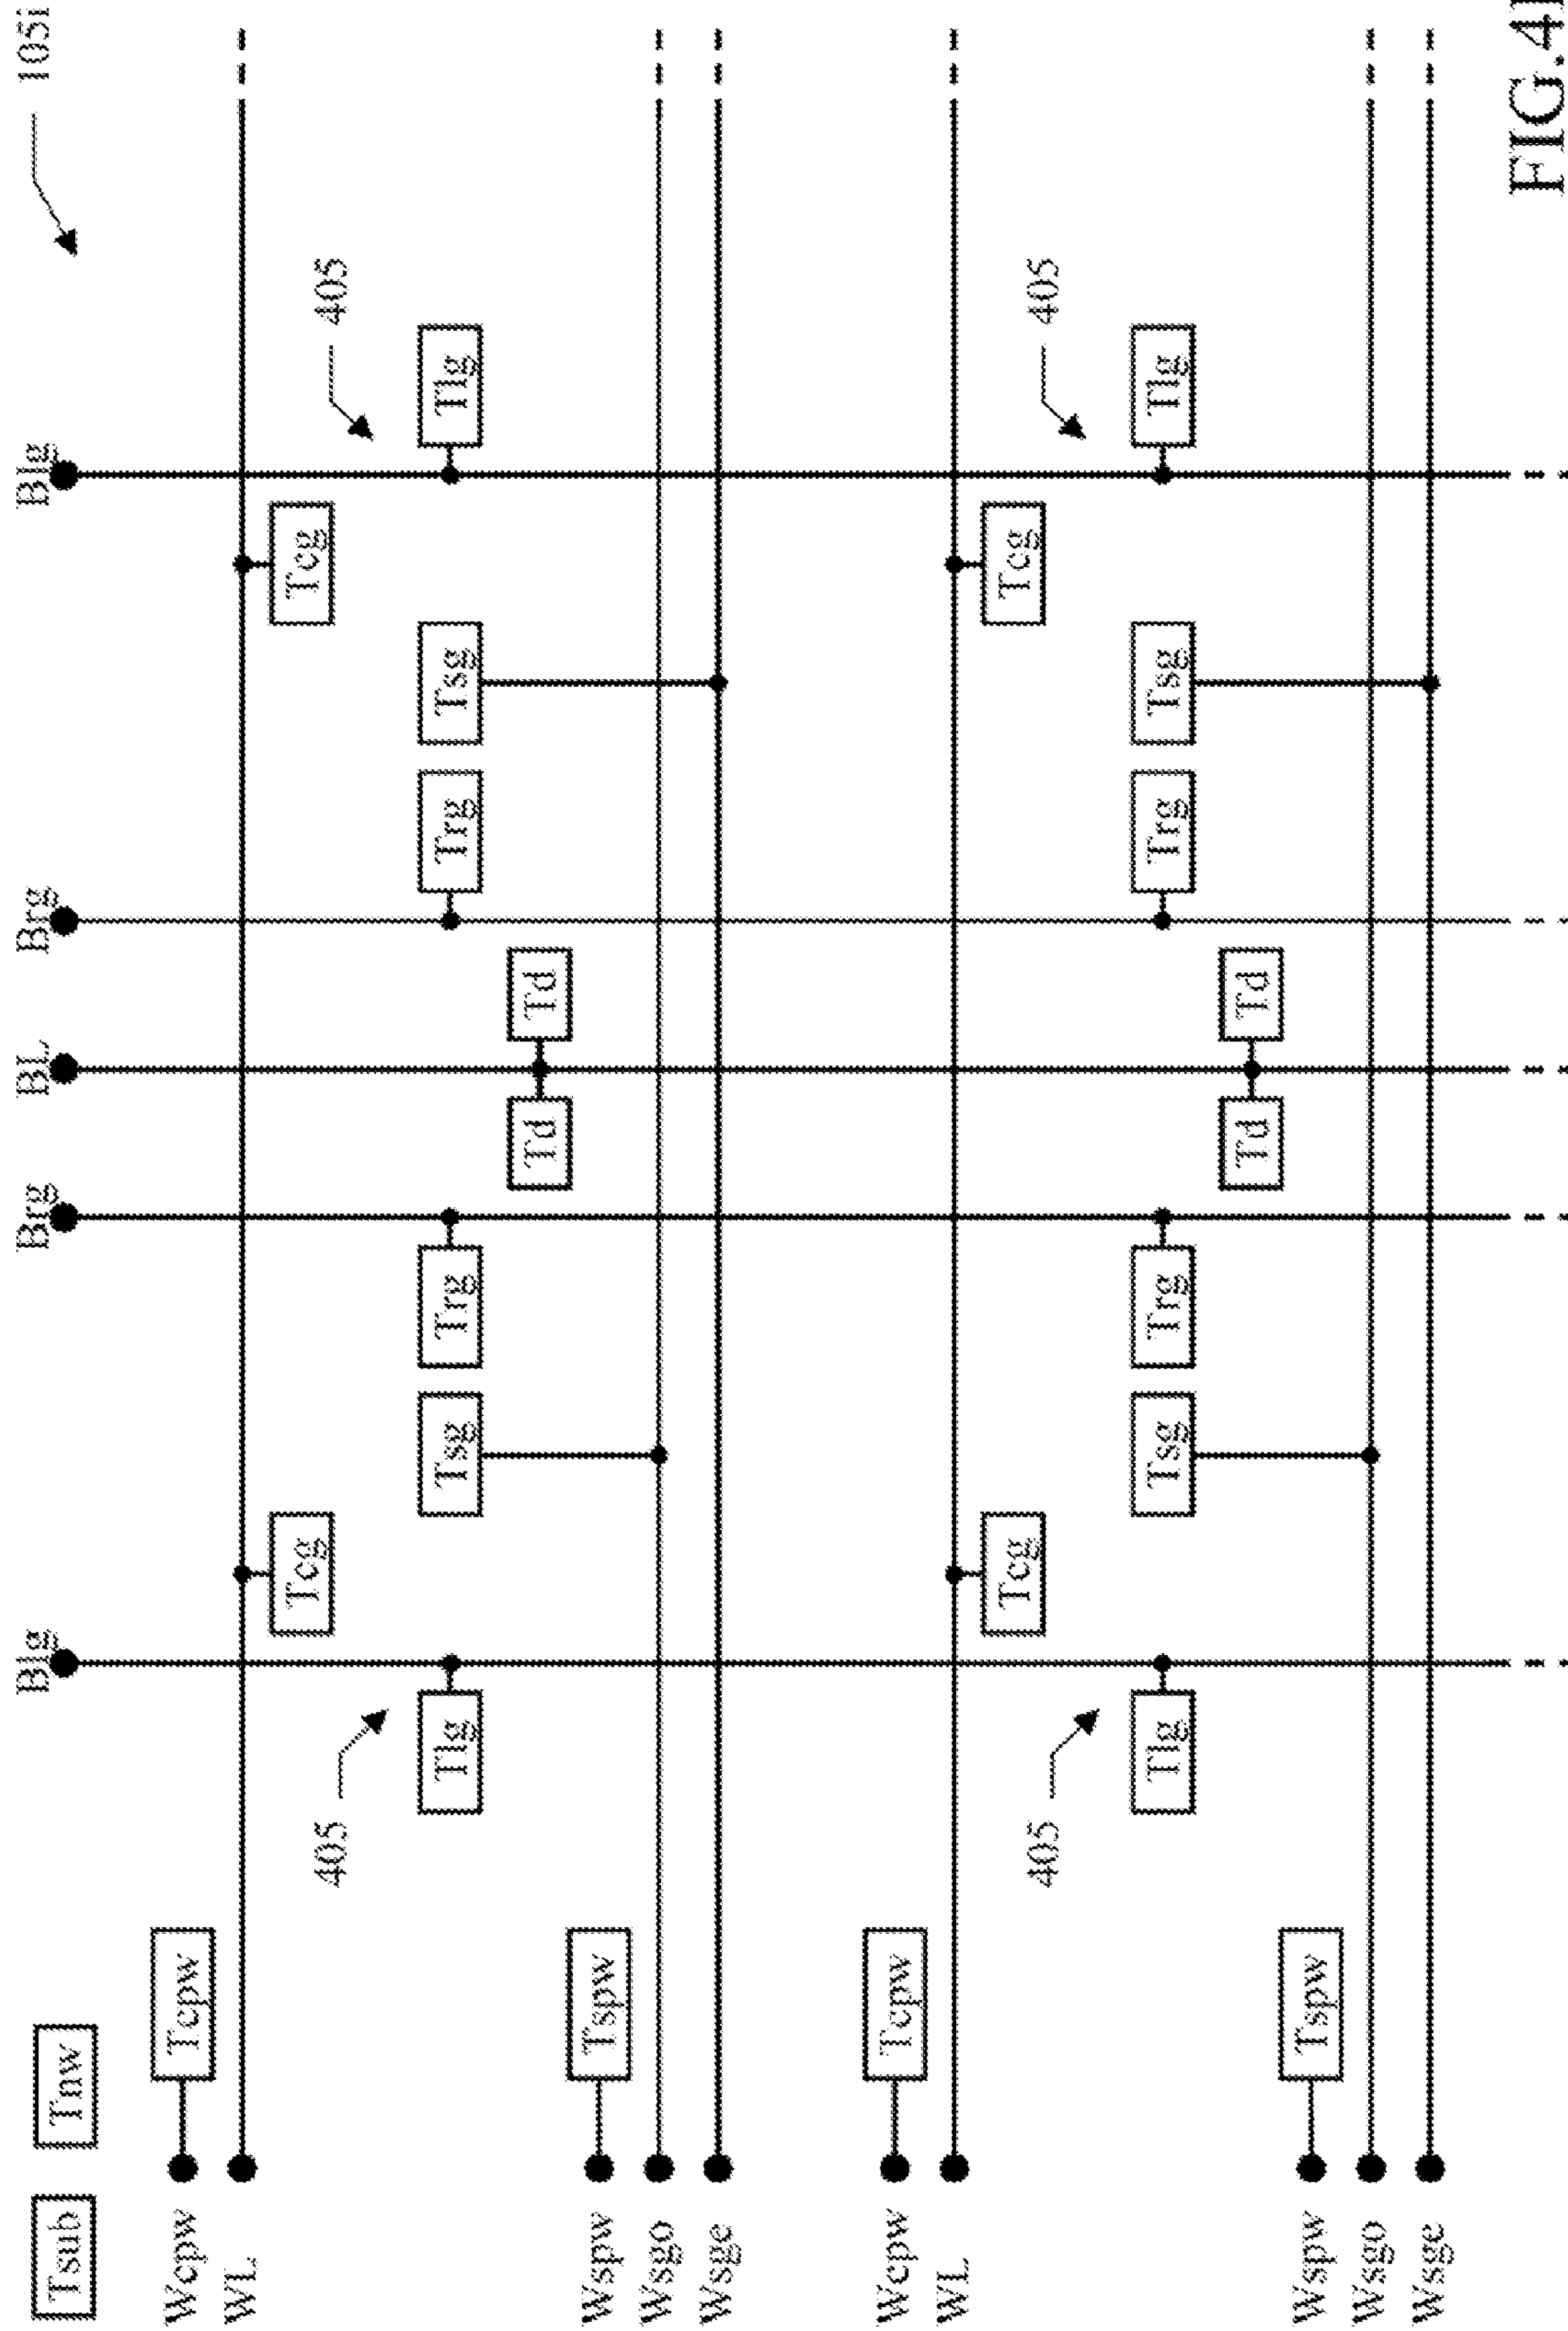 Tsub Tnw Blg Brg BL Brg Blg 105i
Wcpw Tcpw
WL
Tcg Tcg
405 405
Tlg Tsg Trg Trg Tsg Tlg
Td Td
Wspw Tspw
Wsgo
Wsge
Wcpw Tcpw
WL
Tcg Tcg
405 405
Tlg Tsg Trg Trg Tsg Tlg
Td Td
Wspw Tspw
Wsgo
Wsge